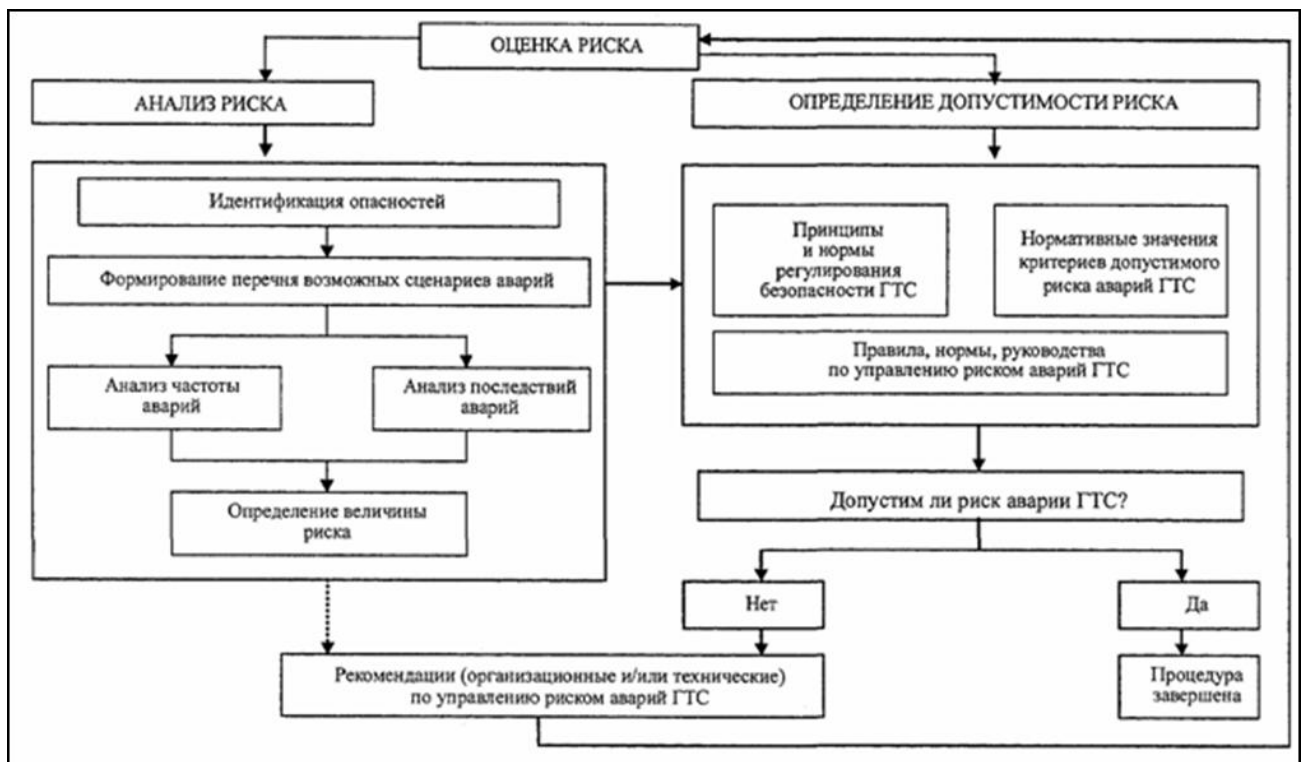 ОЦЕНКА РИСКА
АНАЛИЗ РИСКА
ОПРЕДЕЛЕНИЕ ДОПУСТИМОСТИ РИСКА
Идентификация опасностей
Формирование перечня возможных сценариев аварий
Анализ частоты
аварий
Анализ последствий
аварий
Определение величины
риска
Принципы
и нормы
регулирования
безопасности ГТС
Нормативные значения
критериев допустимого
риска аварий ГТС
Правила, нормы, руководства
по управлению риском аварий ГТС
Допустим ли риск аварии ГТС?
Нет
Да
Рекомендации (организационные и/или технические)
по управлению риском аварий ГТС
Процедура
завершена